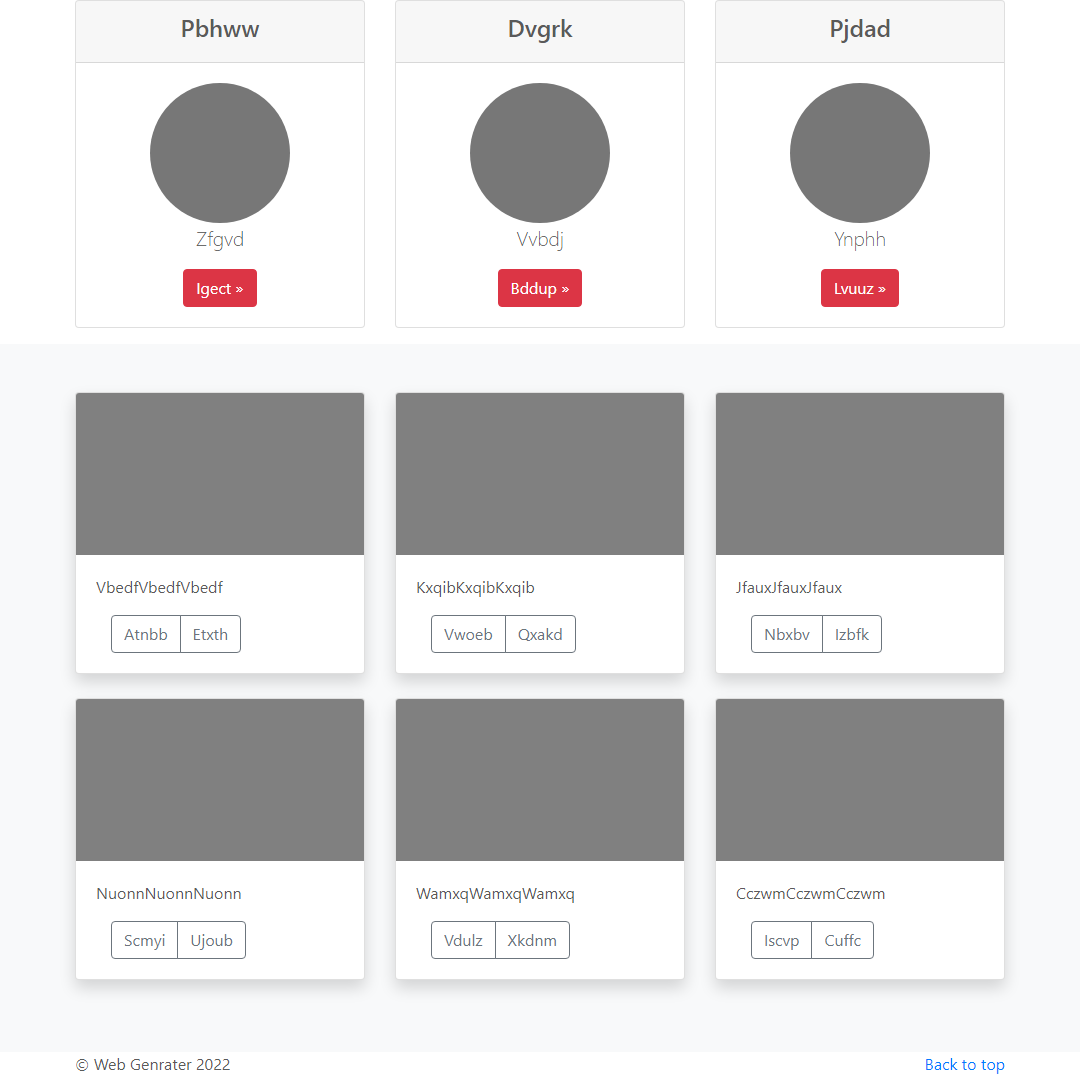 Pbhww
Dvgrk
Pjdad
Zfgvd
Vvbdj
Ynphh
Igect »
Bddup »
Lvuuz »
VbedfVbedfVbedf
KxqibKxqibKxqib
JfauxJfauxJfaux
Atnbb Etxth
Vwoeb Qxakd
Nbxbv Izbfk
NuonnNuonnNuonn
WamxqWamxqWamxq
CczwmCczwmCczwm
Scmyi Ujoub
Vdulz Xkdnm
Iscvp Cuffc
© Web Genrater 2022
Back to top